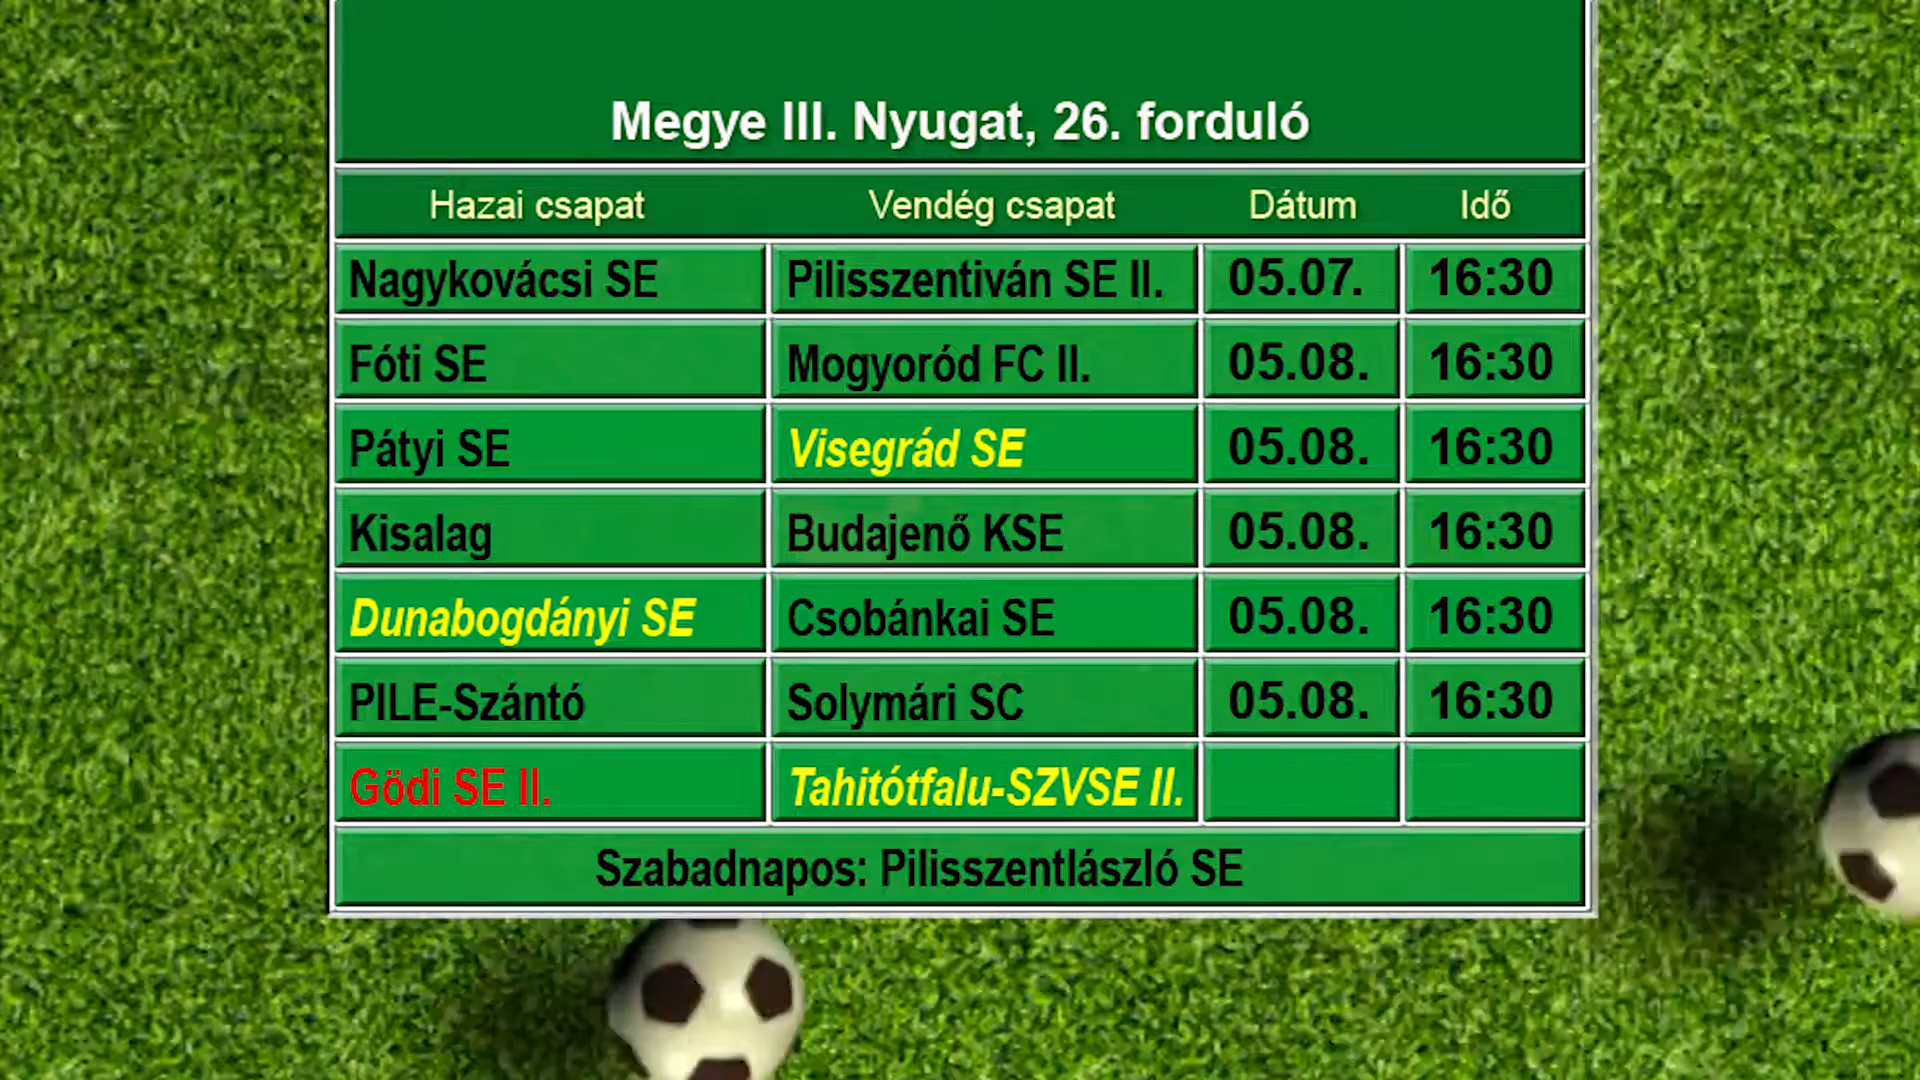 Megye III. Nyugat, 26. forduló
Hazai csapat Vendég csapat Dátum Idő
Nagykovácsi SE Pilisszentiván SE II. 05.07. 16:30
Fóti SE Mogyoród FC II. 05.08. 16:30
Pátyi SE Visegrád SE 05.08. 16:30
Kisalag Budajenő KSE 05.08. 16:30
Dunabogdányi SE Csobánkai SE 05.08. 16:30
PILE-Szántó Solymári SC 05.08. 16:30
Gödi SE II. Tahitótfalu-SZVSE II.
Szabadnapos: Pilisszentlászló SE